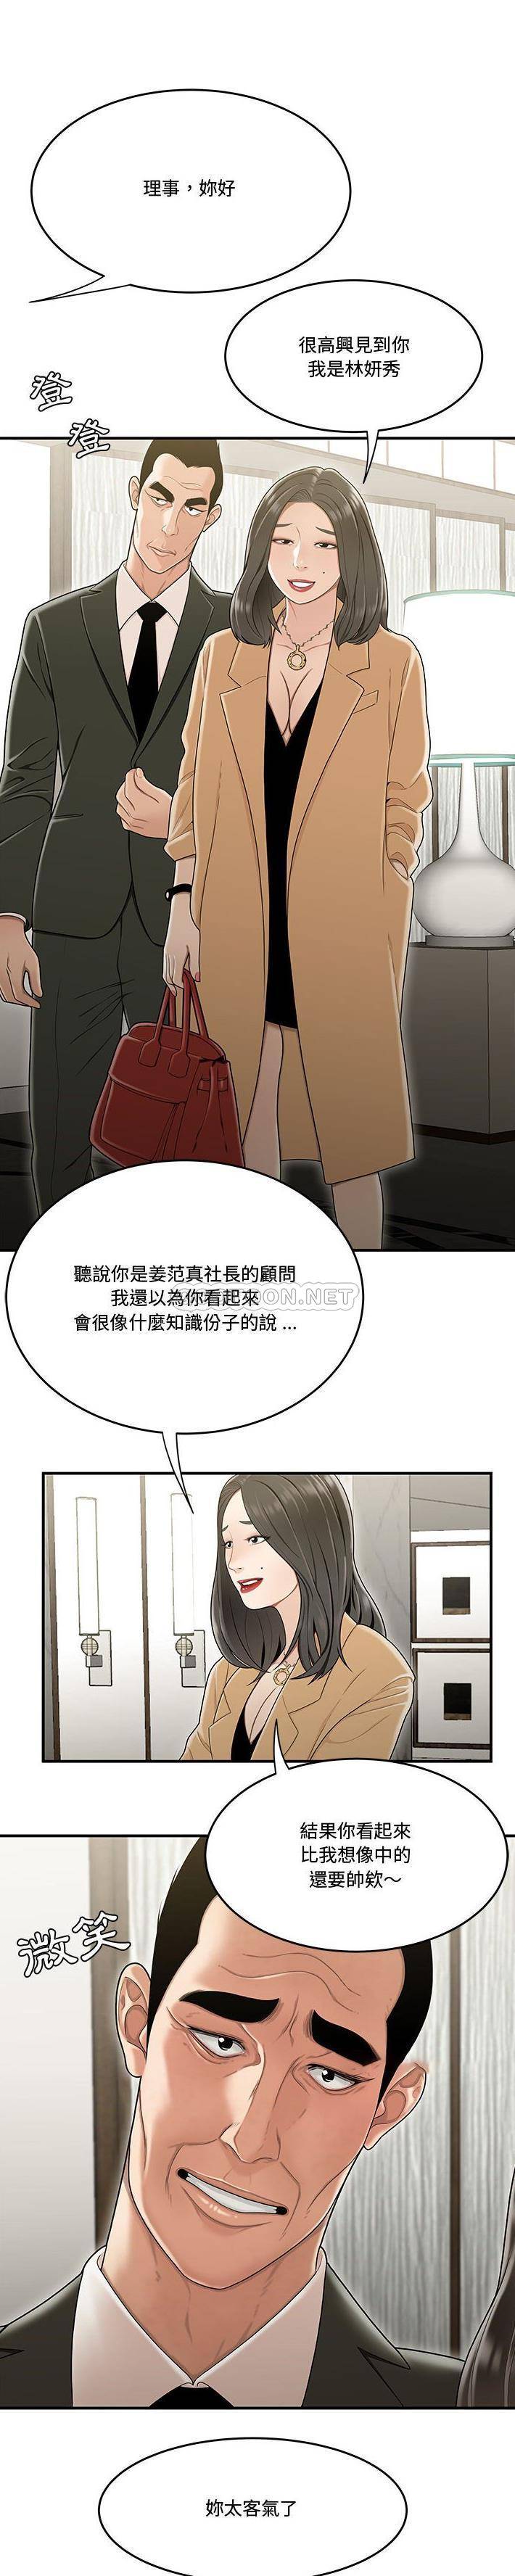 理事，妳好
很高興見到你
我是林妍秀
登
登
聽說你是姜范真社長的顧問
我還以為你看起來
會很像什麼知識份子的說...
結果你看起來
比我想像中的
還要帥欸～
微笑
妳太客氣了